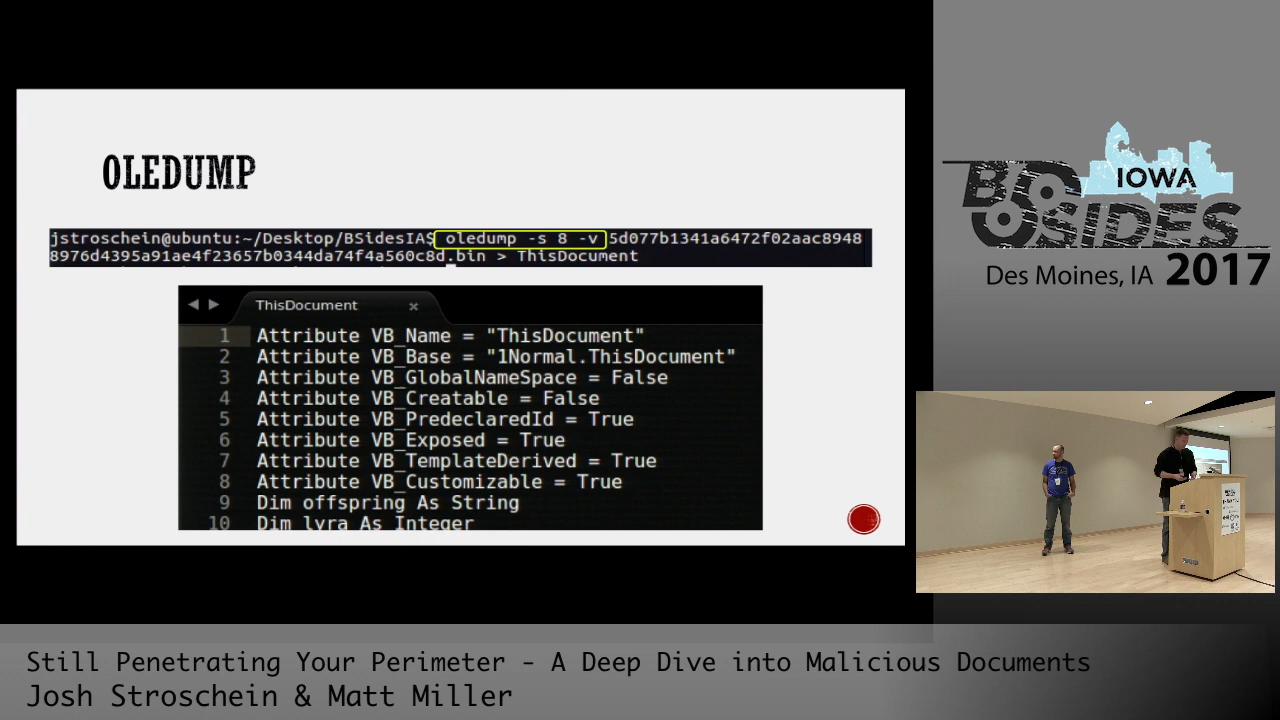 OLEDUMP
jstroschein@ubuntu:~/Desktop/BSidesIA$ oledump -s 8 -v 5d077b1341a6472f02aac8948
8976d4395a91ae4f23657b0344da74f4a560c8d.bin > ThisDocument
ThisDocument ×
1 Attribute VB_Name = "ThisDocument"
2 Attribute VB_Base = "1Normal.ThisDocument"
3 Attribute VB_GlobalNameSpace = False
4 Attribute VB_Creatable = False
5 Attribute VB_PredeclaredId = True
6 Attribute VB_Exposed = True
7 Attribute VB_TemplateDerived = True
8 Attribute VB_Customizable = True
9 Dim offspring As String
10 Dim lyra As Integer
IOWA
BSIDES
Des Moines, IA 2017
Still Penetrating Your Perimeter - A Deep Dive into Malicious Documents
Josh Stroschein & Matt Miller